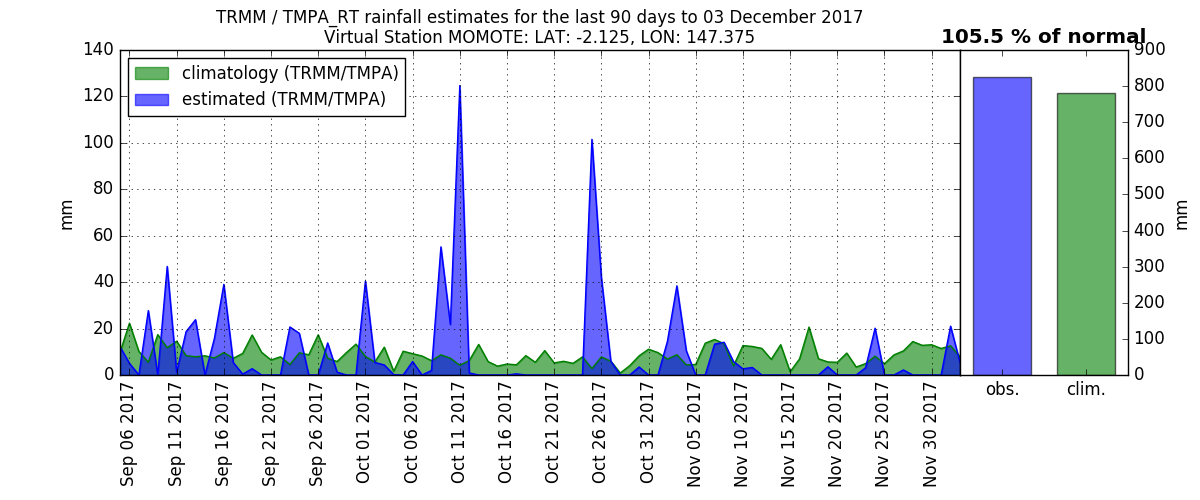 TRMM / TMPA_RT rainfall estimates for the last 90 days to 03 December 2017
Virtual Station MOMOTE: LAT: -2.125, LON: 147.375
105.5 % of normal
climatology (TRMM/TMPA)
estimated (TRMM/TMPA)
140
120
100
80
60
40
20
0
mm
Sep 06 2017
Sep 11 2017
Sep 16 2017
Sep 21 2017
Sep 26 2017
Oct 01 2017
Oct 06 2017
Oct 11 2017
Oct 16 2017
Oct 21 2017
Oct 26 2017
Oct 31 2017
Nov 05 2017
Nov 10 2017
Nov 15 2017
Nov 20 2017
Nov 25 2017
Nov 30 2017
900
800
700
600
500
400
300
200
100
0
mm
obs.
clim.